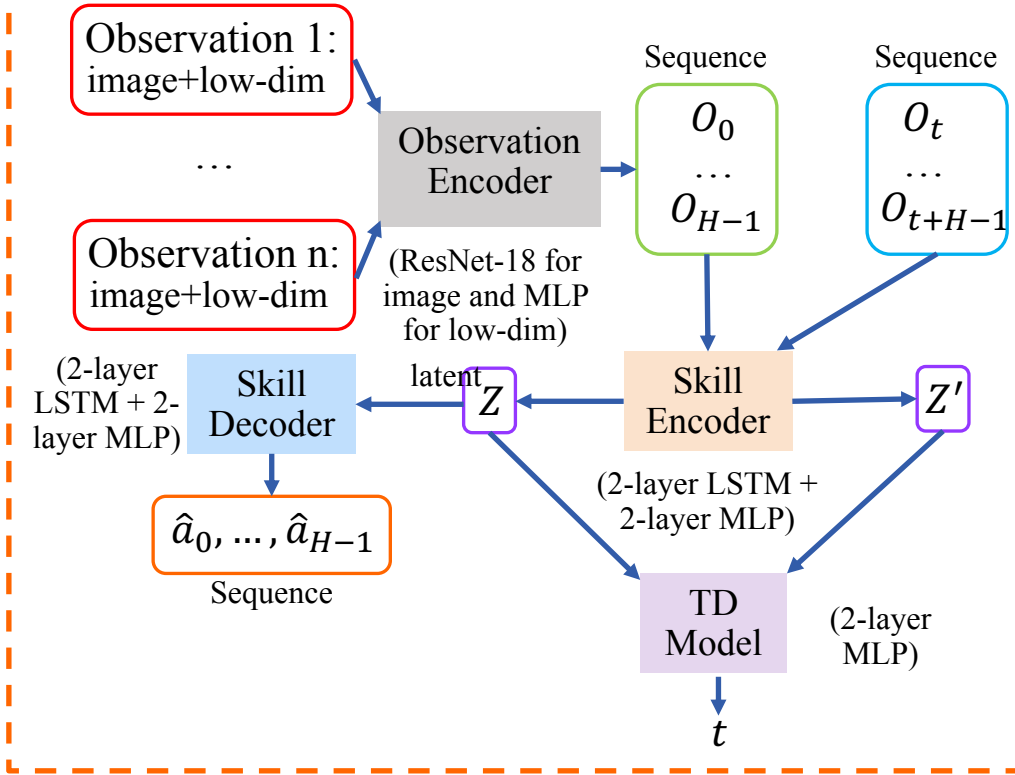 Observation 1:
image+low-dim
…
Observation n:
image+low-dim
Observation
Encoder
(ResNet-18 for
image and MLP
for low-dim)
Sequence
O_0
…
O_{H−1}
Sequence
O_t
…
O_{t+H−1}
(2-layer
LSTM + 2-
layer MLP)
Skill
Decoder
latent
Z
Skill
Encoder
Z′
(2-layer LSTM +
2-layer MLP)
â_0, …, â_{H−1}
Sequence
TD
Model
(2-layer
MLP)
t